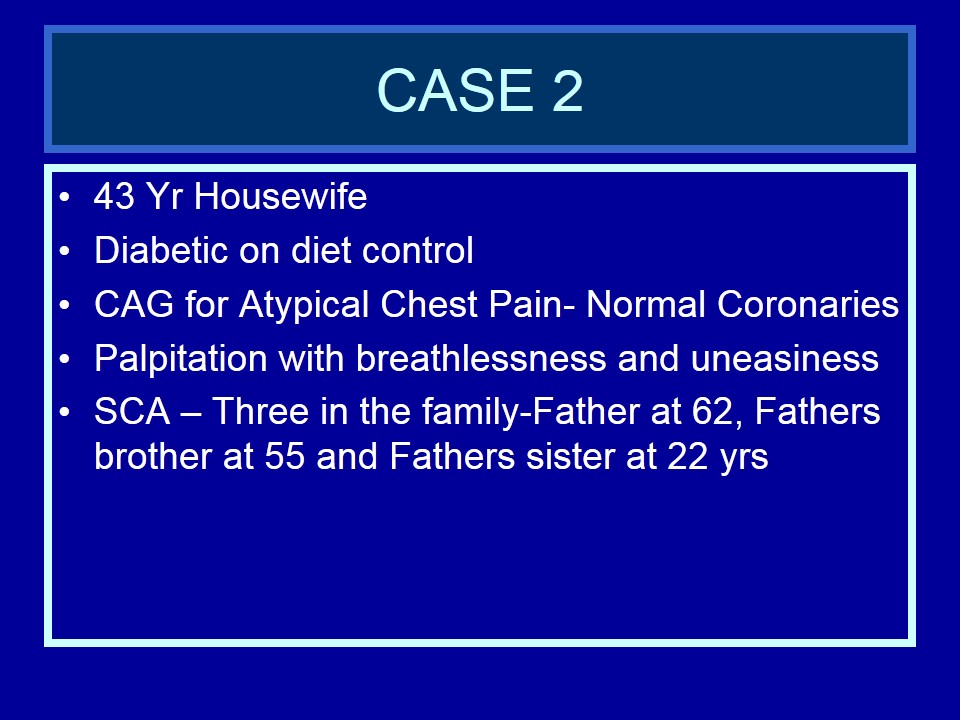 CASE 2
• 43 Yr Housewife
• Diabetic on diet control
• CAG for Atypical Chest Pain- Normal Coronaries
• Palpitation with breathlessness and uneasiness
• SCA – Three in the family-Father at 62, Fathers
brother at 55 and Fathers sister at 22 yrs